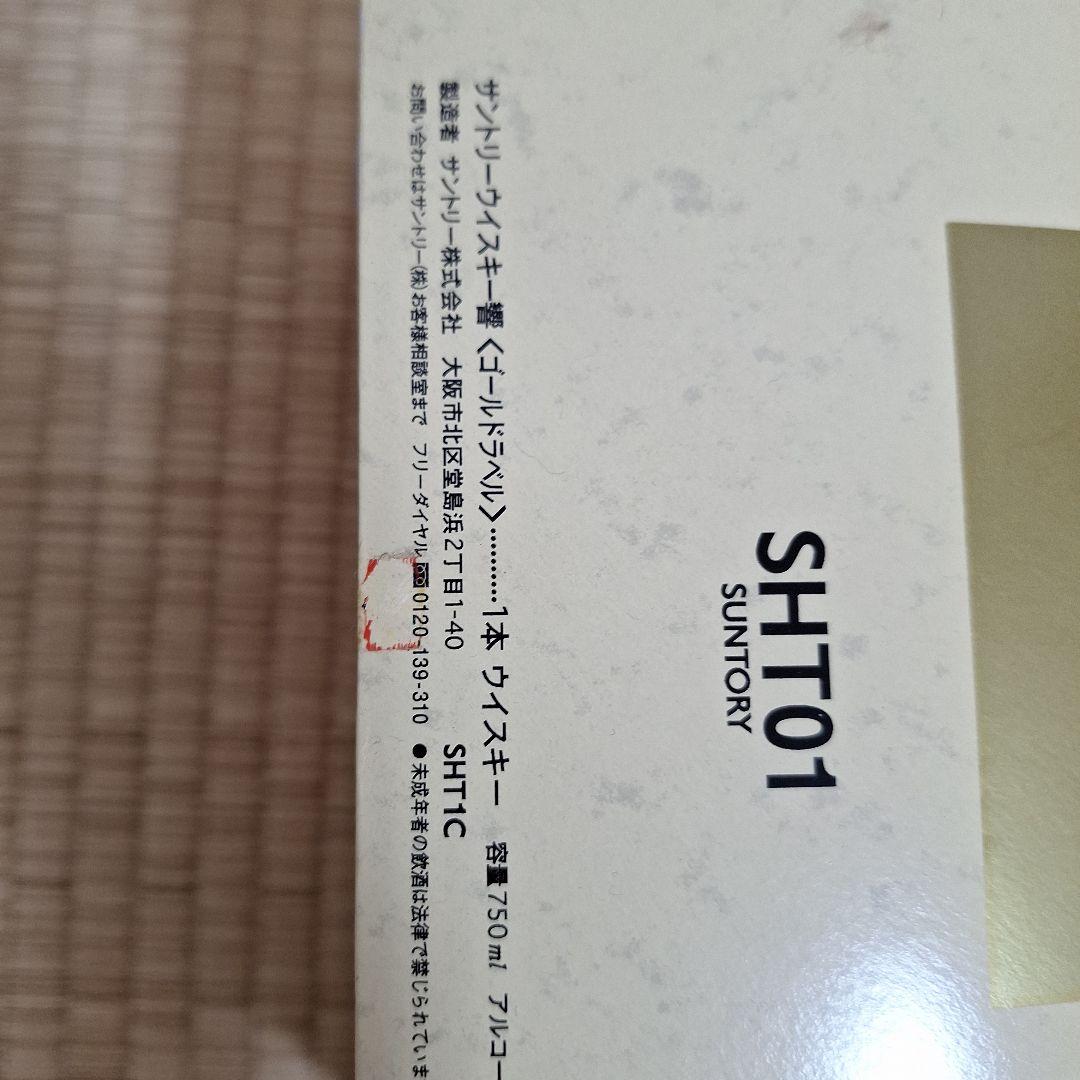 SHT01
SUNTORY
サントリーウイスキー響〈ゴールドラベル〉‥‥‥‥‥1本 ウイスキー 容量750ml アルコー
製造者 サントリー株式会社 大阪市北区堂島浜2丁目1-40 SHT1C
お問い合わせはサントリー(株)お客様相談室まで フリーダイヤル 0120-139-310 ●未成年者の飲酒は法律で禁じられていま